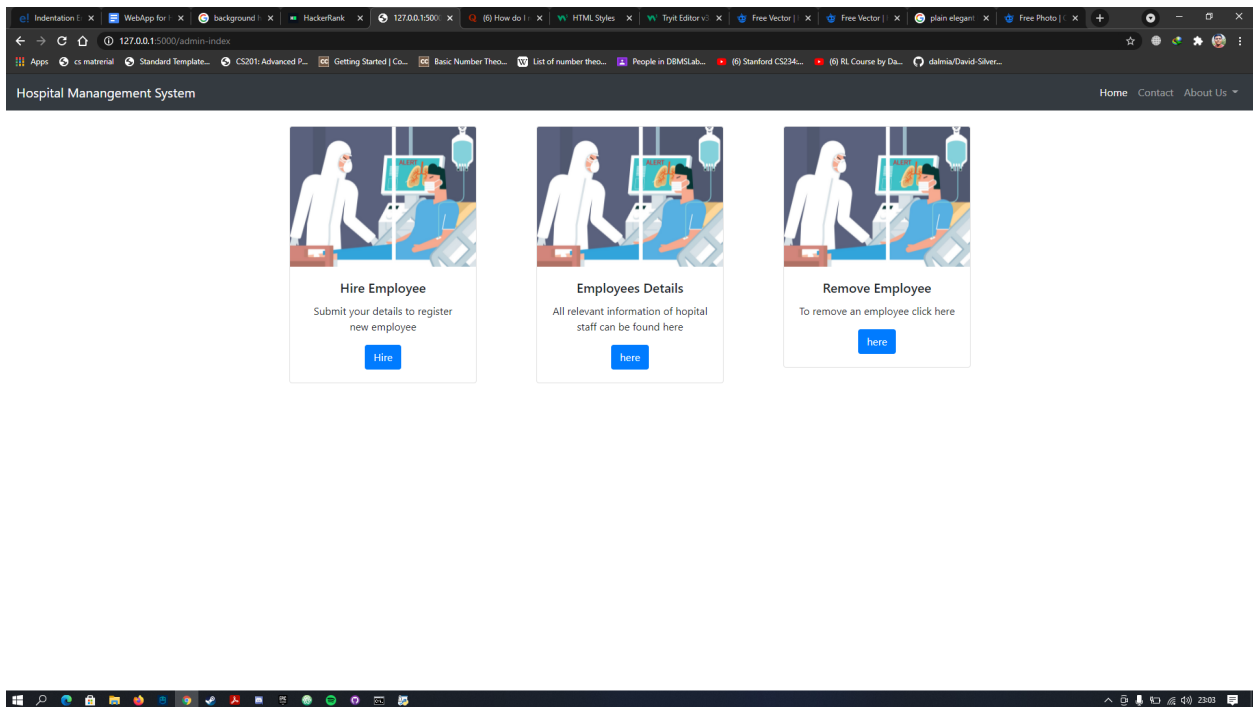 Indentation E
WebApp for H
background h
HackerRank
127.0.0.1:500
(6) How do I
HTML Styles
Tryit Editor v3
Free Vector |
Free Vector |
plain elegant
Free Photo |
127.0.0.1:5000/admin-index
Apps
cs matrerial
Standard Template...
CS201: Advanced P...
CC Getting Started | Co...
CC Basic Number Theo...
W List of number theo...
People in DBMSLab...
(6) Stanford CS234:...
(6) RL Course by Da...
dalmia/David-Silver...
Hospital Manangement System
Home
Contact
About Us
ALERT
ALERT
ALERT
Hire Employee
Submit your details to register
new employee
Hire
Employees Details
All relevant information of hopital
staff can be found here
here
Remove Employee
To remove an employee click here
here
23:03